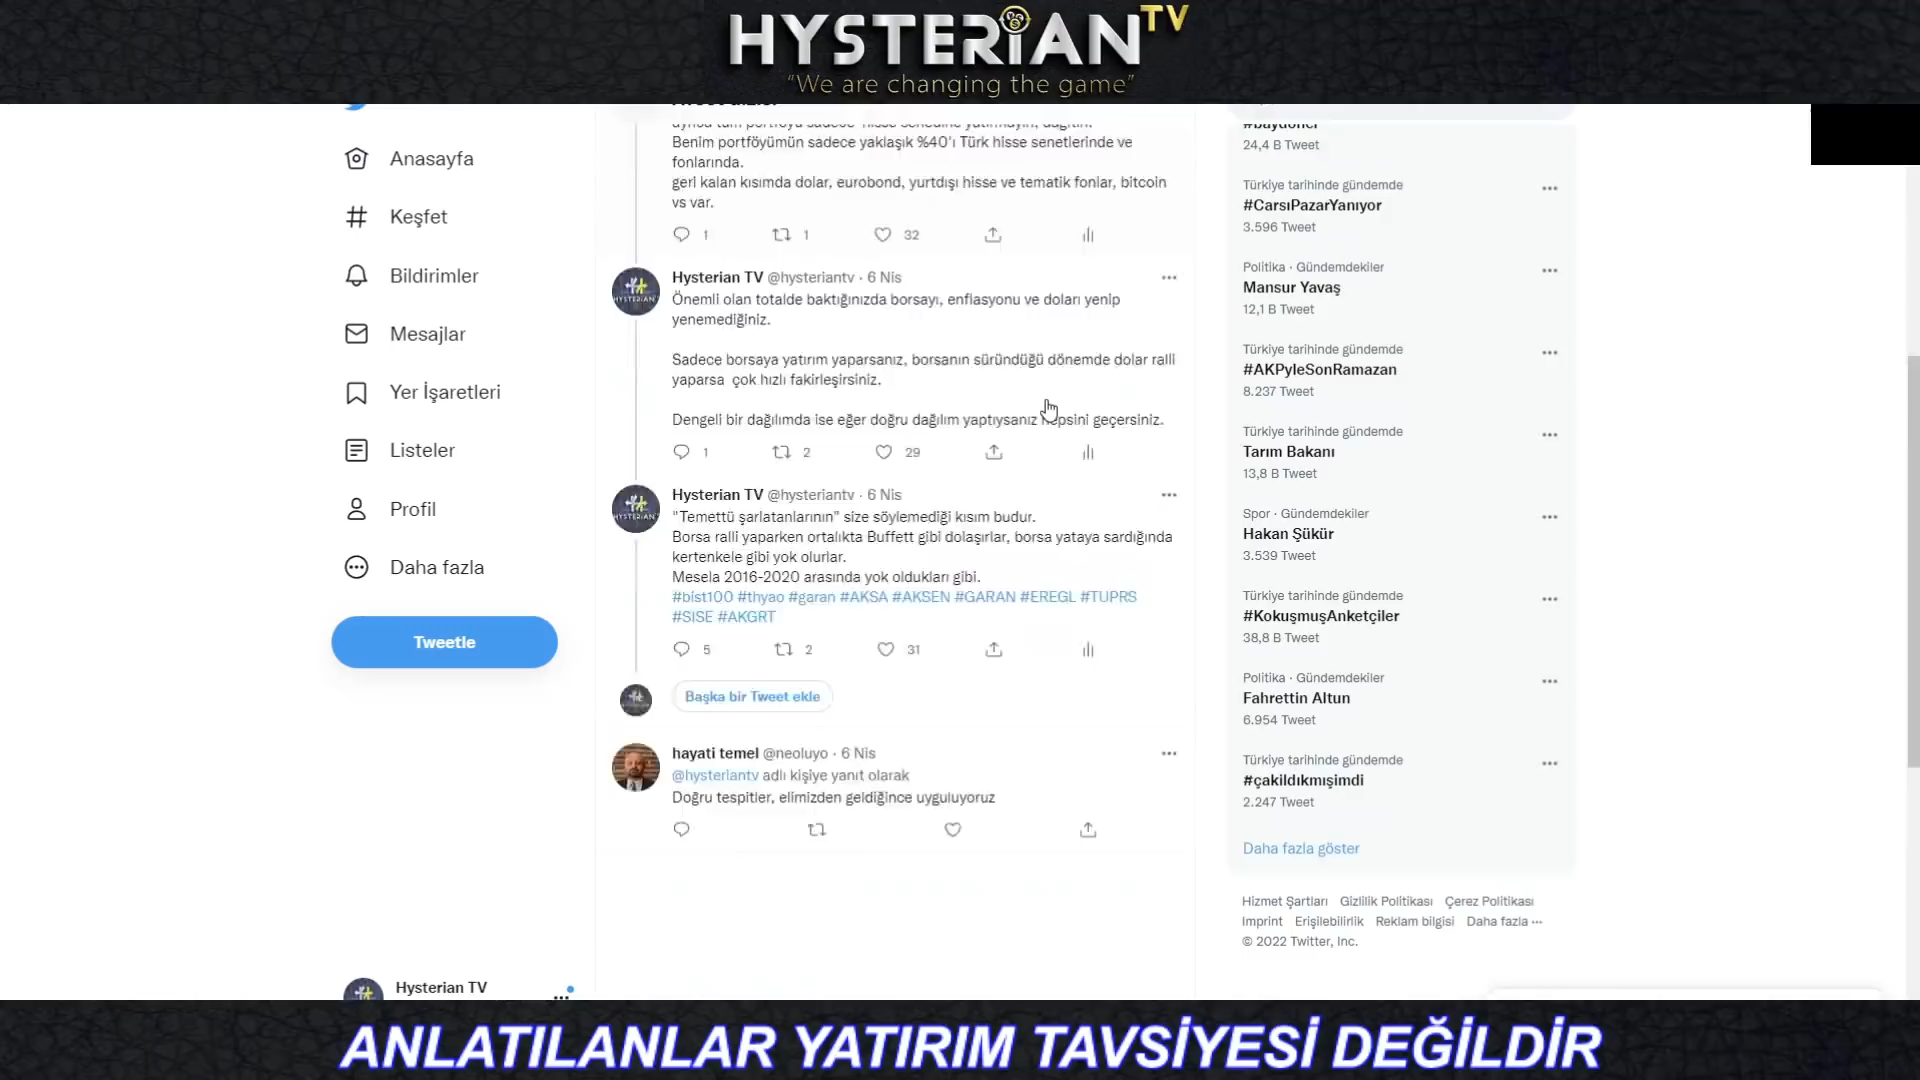 HYSTERIAN TV
"We are changing the game"
Anasayfa
Keşfet
Bildirimler
Mesajlar
Yer İşaretleri
Listeler
Profil
Daha fazla
Tweetle
Hysterian TV
Benim portföyümün sadece yaklaşık %40'ı Türk hisse senetlerinde ve
fonlarında.
geri kalan kısımda dolar, eurobond, yurtdışı hisse ve tematik fonlar, bitcoin
vs var.
1 1 32
Hysterian TV @hysteriantv · 6 Nis
Önemli olan totalde baktığınızda borsayı, enflasyonu ve doları yenip
yenemediğiniz.
Sadece borsaya yatırım yaparsanız, borsanın süründüğü dönemde dolar ralli
yaparsa çok hızlı fakirleşirsiniz.
Dengeli bir dağılımda ise eğer doğru dağılım yaptıysanız hepsini geçersiniz.
1 2 29
Hysterian TV @hysteriantv · 6 Nis
"Temettü şarlatanlarının" size söylemediği kısım budur.
Borsa ralli yaparken ortalıkta Buffett gibi dolaşırlar, borsa yataya sardığında
kertenkele gibi yok olurlar.
Mesela 2016-2020 arasında yok oldukları gibi.
#bist100 #thyao #garan #AKSA #AKSEN #GARAN #EREGL #TUPRS
#SISE #AKGRT
5 2 31
Başka bir Tweet ekle
hayati temel @neoluyo · 6 Nis
@hysteriantv adlı kişiye yanıt olarak
Doğru tespitler, elimizden geldiğince uyguluyoruz
24,4 B Tweet
Türkiye tarihinde gündemde
#CarsıPazarYanıyor
3.596 Tweet
Politika · Gündemdekiler
Mansur Yavaş
12,1 B Tweet
Türkiye tarihinde gündemde
#AKPyleSonRamazan
8.237 Tweet
Türkiye tarihinde gündemde
Tarım Bakanı
13,8 B Tweet
Spor · Gündemdekiler
Hakan Şükür
3.539 Tweet
Türkiye tarihinde gündemde
#KokuşmuşAnketçiler
38,8 B Tweet
Politika · Gündemdekiler
Fahrettin Altun
6.954 Tweet
Türkiye tarihinde gündemde
#çakildıkmışimdi
2.247 Tweet
Daha fazla göster
Hizmet Şartları Gizlilik Politikası Çerez Politikası
Imprint Erişilebilirlik Reklam bilgisi Daha fazla ···
© 2022 Twitter, Inc.
ANLATILANLAR YATIRIM TAVSİYESİ DEĞİLDİR